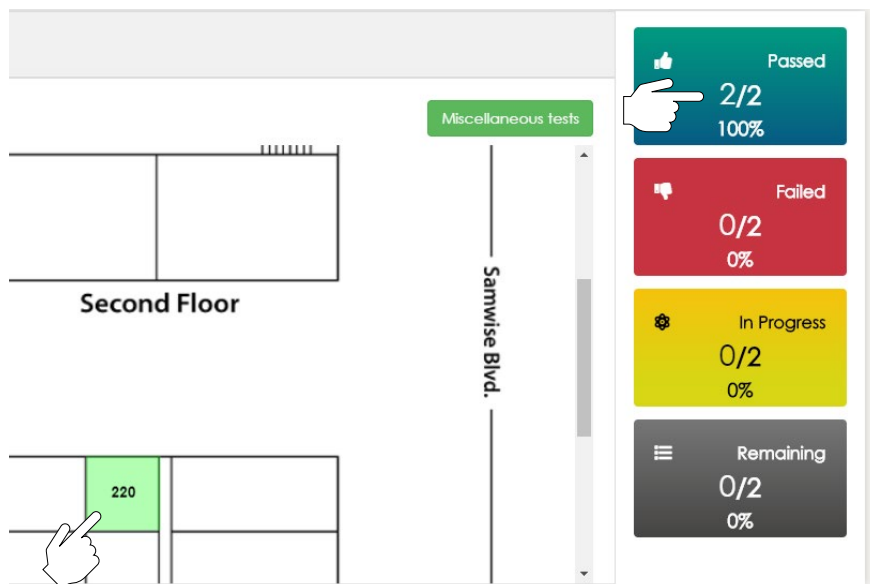 Miscellaneous tests
Second Floor
Samwise Blvd.
220
Passed
2/2
100%
Failed
0/2
0%
In Progress
0/2
0%
Remaining
0/2
0%